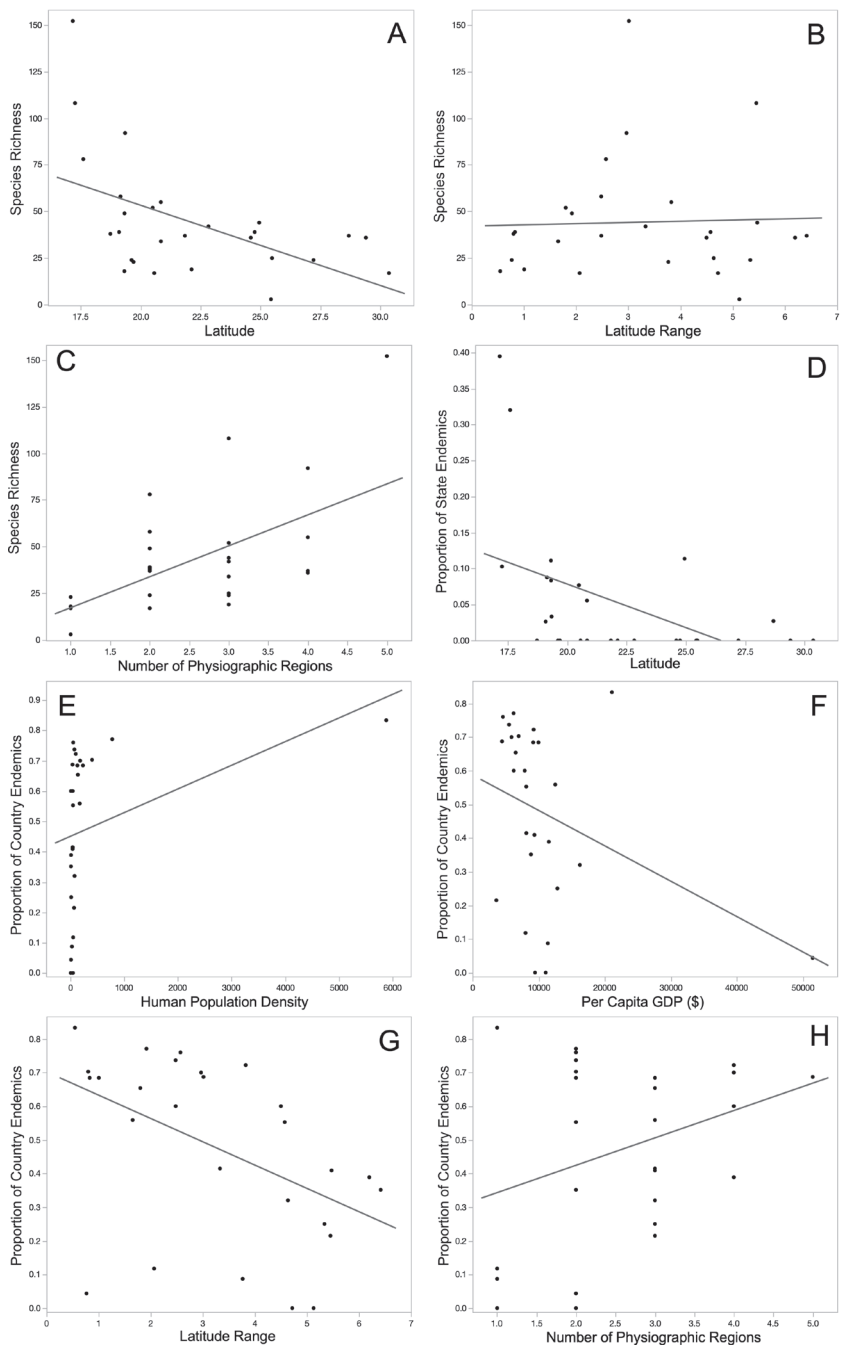 A
Species Richness
150
125
100
75
50
25
0
17.5 20.0 22.5 25.0 27.5 30.0
Latitude
B
Species Richness
150
125
100
75
50
25
0
0 1 2 3 4 5 6 7
Latitude Range
C
Species Richness
150
125
100
75
50
25
0
1.0 1.5 2.0 2.5 3.0 3.5 4.0 4.5 5.0
Number of Physiographic Regions
D
Proportion of State Endemics
0.40
0.35
0.30
0.25
0.20
0.15
0.10
0.05
0.00
17.5 20.0 22.5 25.0 27.5 30.0
Latitude
E
Proportion of Country Endemics
0.9
0.8
0.7
0.6
0.5
0.4
0.3
0.2
0.1
0.0
0 1000 2000 3000 4000 5000 6000
Human Population Density
F
Proportion of Country Endemics
0.8
0.7
0.6
0.5
0.4
0.3
0.2
0.1
0.0
0 10000 20000 30000 40000 50000
Per Capita GDP ($)
G
Proportion of Country Endemics
0.8
0.7
0.6
0.5
0.4
0.3
0.2
0.1
0.0
0 1 2 3 4 5 6 7
Latitude Range
H
Proportion of Country Endemics
0.8
0.7
0.6
0.5
0.4
0.3
0.2
0.1
0.0
1.0 1.5 2.0 2.5 3.0 3.5 4.0 4.5 5.0
Number of Physiographic Regions